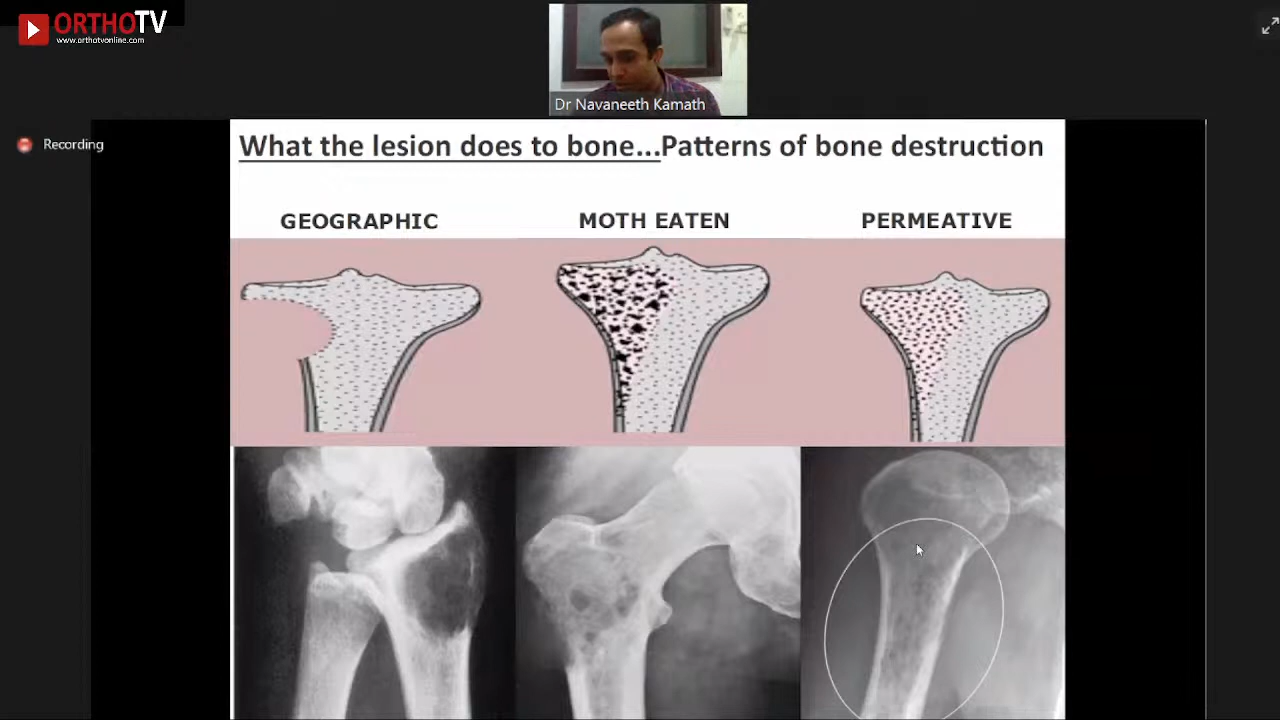 ORTHOTV
www.orthotvonline.com
Dr Navaneeth Kamath
Recording
What the lesion does to bone...Patterns of bone destruction
GEOGRAPHIC
MOTH EATEN
PERMEATIVE